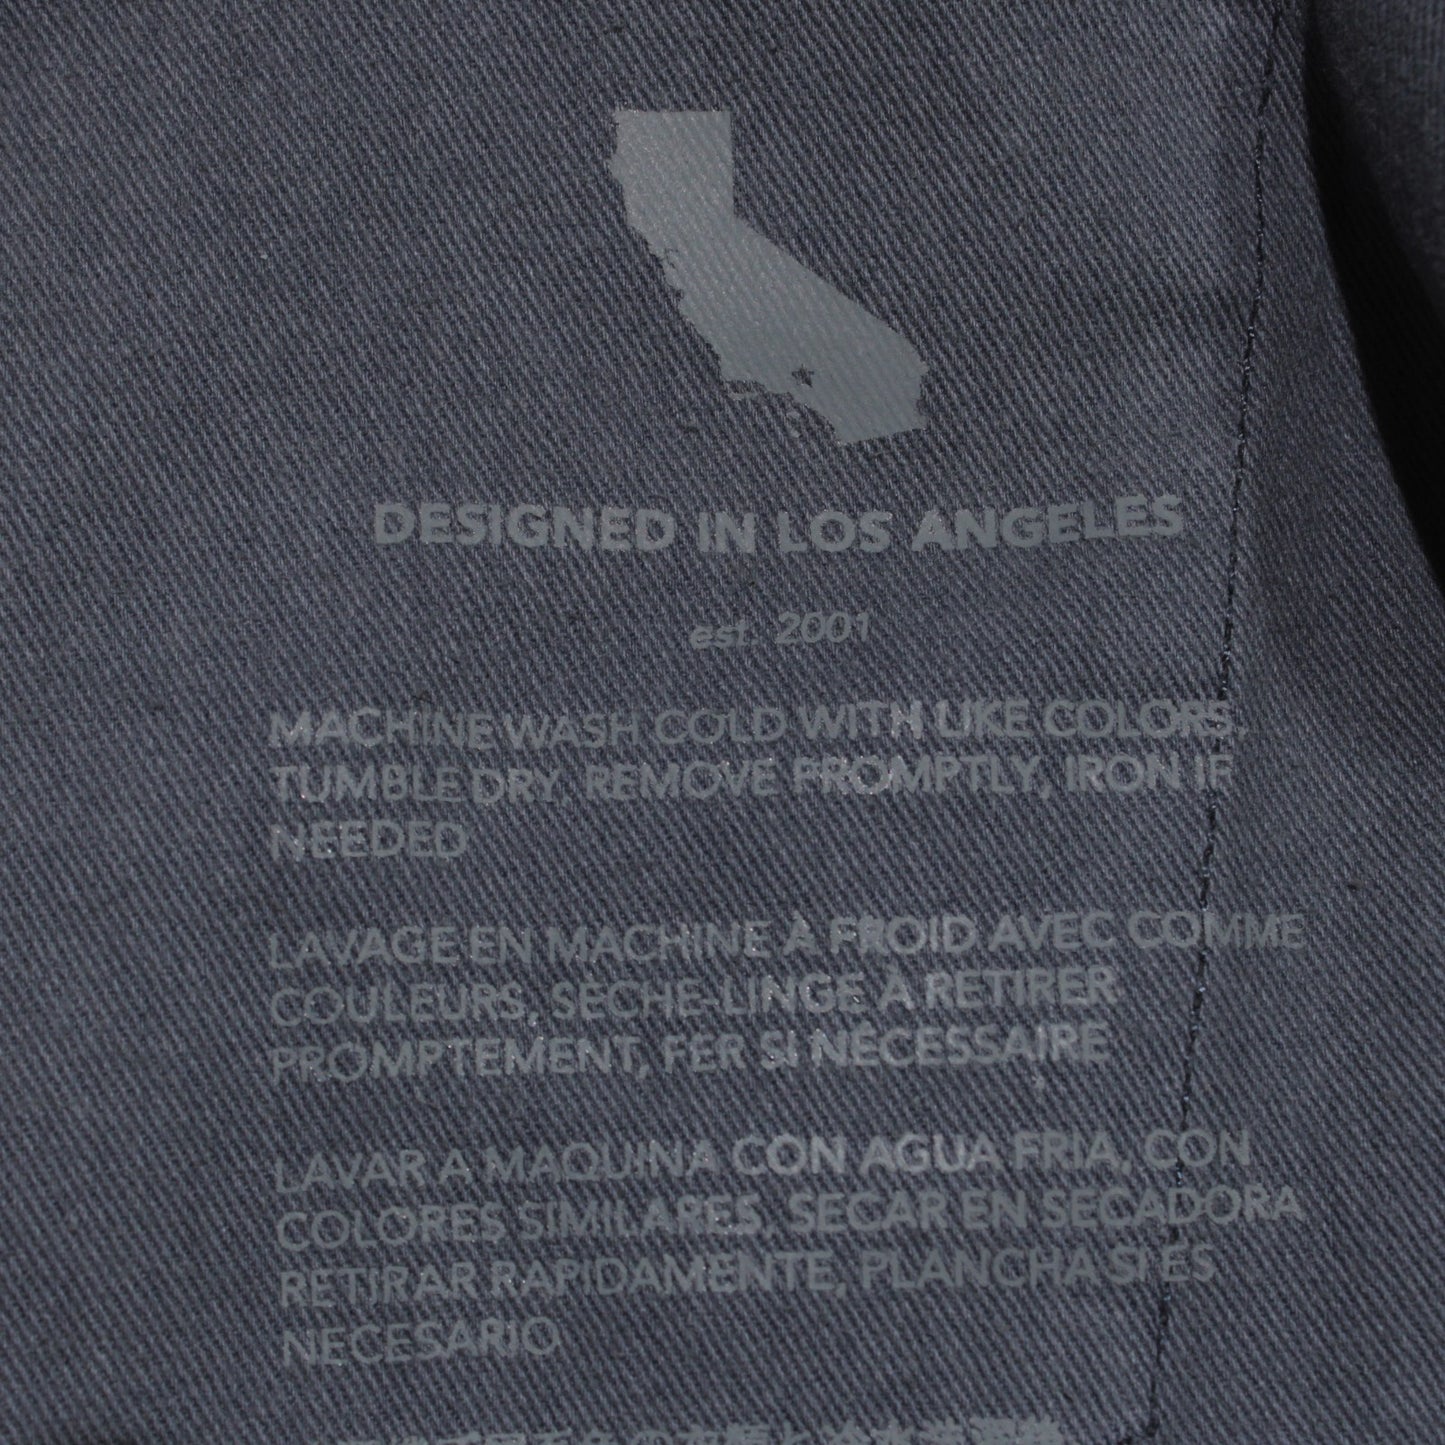 DESIGNED IN LOS ANGELES
est. 2001
MACHINE WASH COLD WITH LIKE COLORS,
TUMBLE DRY, REMOVE PROMPTLY, IRON IF
NEEDED
LAVAGE EN MACHINE À FROID AVEC COMME
COULEURS, SECHE-LINGE À RETIRER
PROMPTEMENT, FER SI NÉCESSAIRE
LAVAR A MAQUINA CON AGUA FRIA, CON
COLORES SIMILARES, SECAR EN SECADORA
RETIRAR RAPIDAMENTE, PLANCHA SI ES
NECESARIO